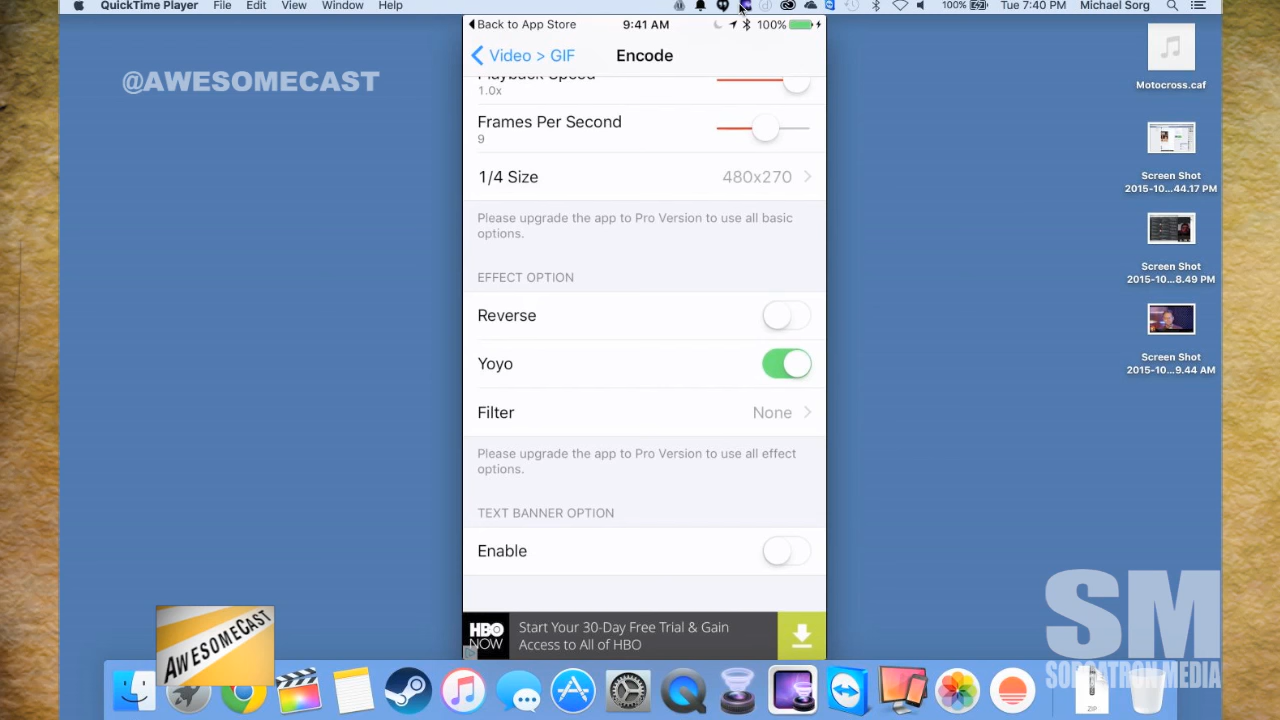 QuickTime Player File Edit View Window Help
100% Tue 7:40 PM Michael Sorg
Back to App Store 9:41 AM 100%
Video > GIF Encode
Playback Speed
1.0x
Frames Per Second
9
1/4 Size 480x270
Please upgrade the app to Pro Version to use all basic
options.
EFFECT OPTION
Reverse
Yoyo
Filter None
Please upgrade the app to Pro Version to use all effect
options.
TEXT BANNER OPTION
Enable
HBO
NOW
Start Your 30-Day Free Trial & Gain
Access to All of HBO
@AWESOMECAST
Motocross.caf
Screen Shot
2015-10...44.17 PM
Screen Shot
2015-10...8.49 PM
Screen Shot
2015-10...9.44 AM
AWESOMECAST
SM
MEDIA
ZIP